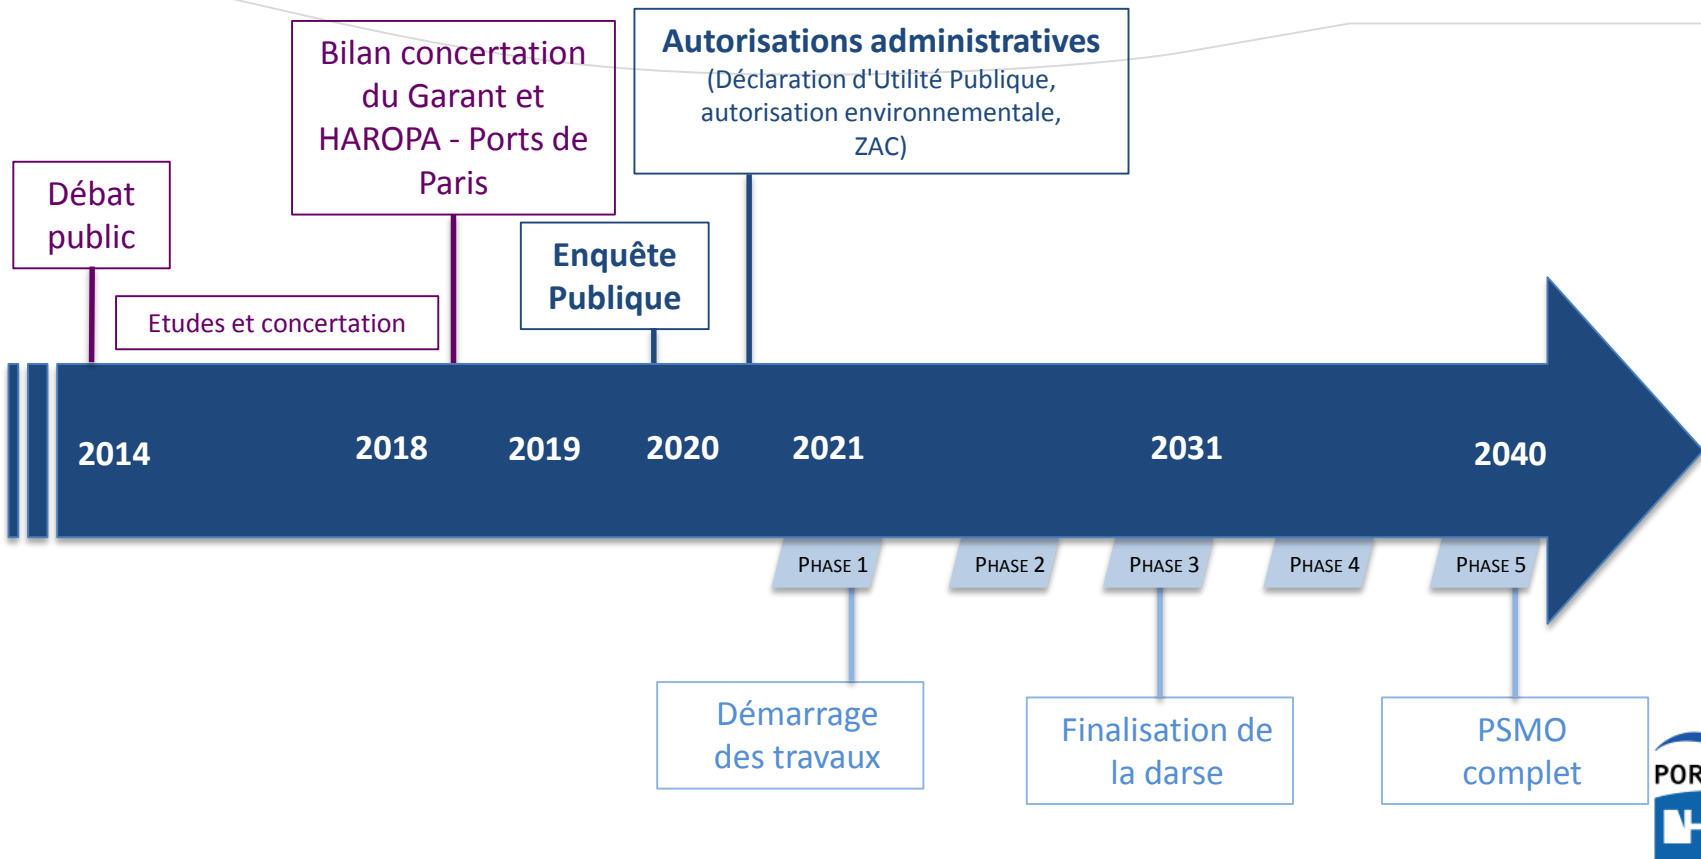 Autorisations administratives
(Déclaration d'Utilité Publique,
autorisation environnementale,
ZAC)
Bilan concertation
du Garant et
HAROPA - Ports de
Paris
Débat
public
Enquête
Publique
Etudes et concertation
2014
2018
2019
2020
2021
2031
2040
PHASE 1
PHASE 2
PHASE 3
PHASE 4
PHASE 5
Démarrage
des travaux
Finalisation de
la darse
PSMO
complet